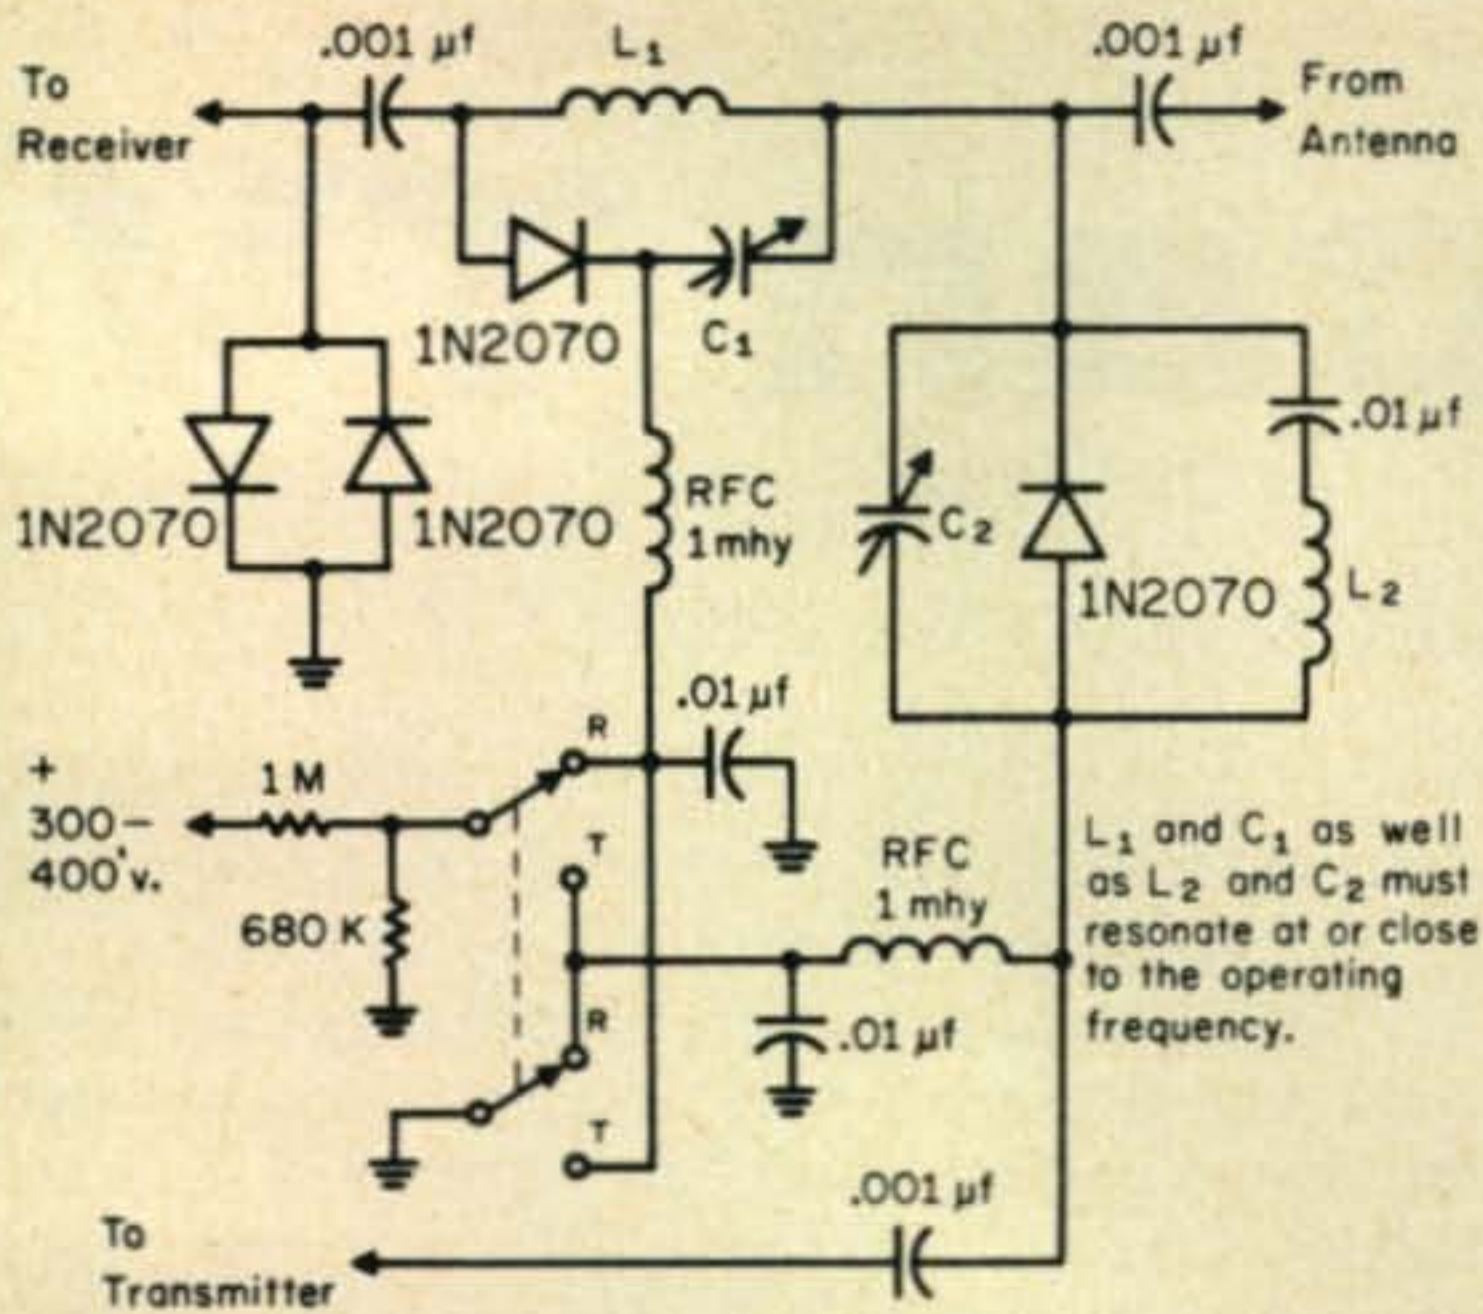 .001 µf
L₁
.001 µf
To
Receiver
From
Antenna
1N2070
C₁
.01 µf
1N2070
1N2070
RFC
1 mhy
C₂
1N2070
L₂
.01 µf
R
+
300–
400 v.
1 M
T
680 K
RFC
1 mhy
L₁ and C₁ as well
as L₂ and C₂ must
resonate at or close
to the operating
frequency.
R
.01 µf
T
.001 µf
To
Transmitter